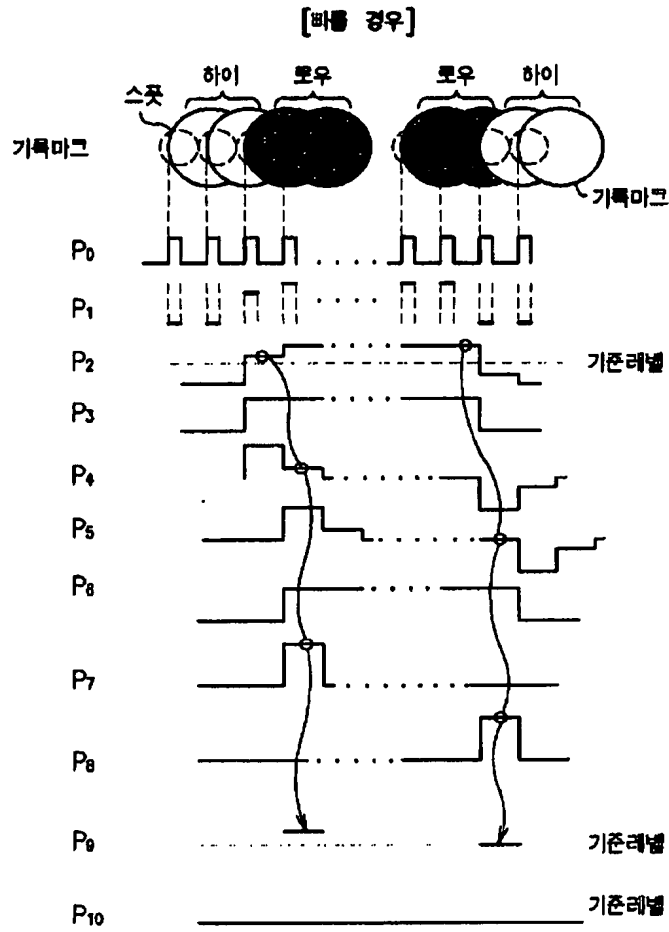 [빠를 경우]
하이 로우 로우 하이
스폿
기록마크
기록마크
P0
P1
P2 기준레벨
P3
P4
P5
P6
P7
P8
P9 기준레벨
P10 기준레벨